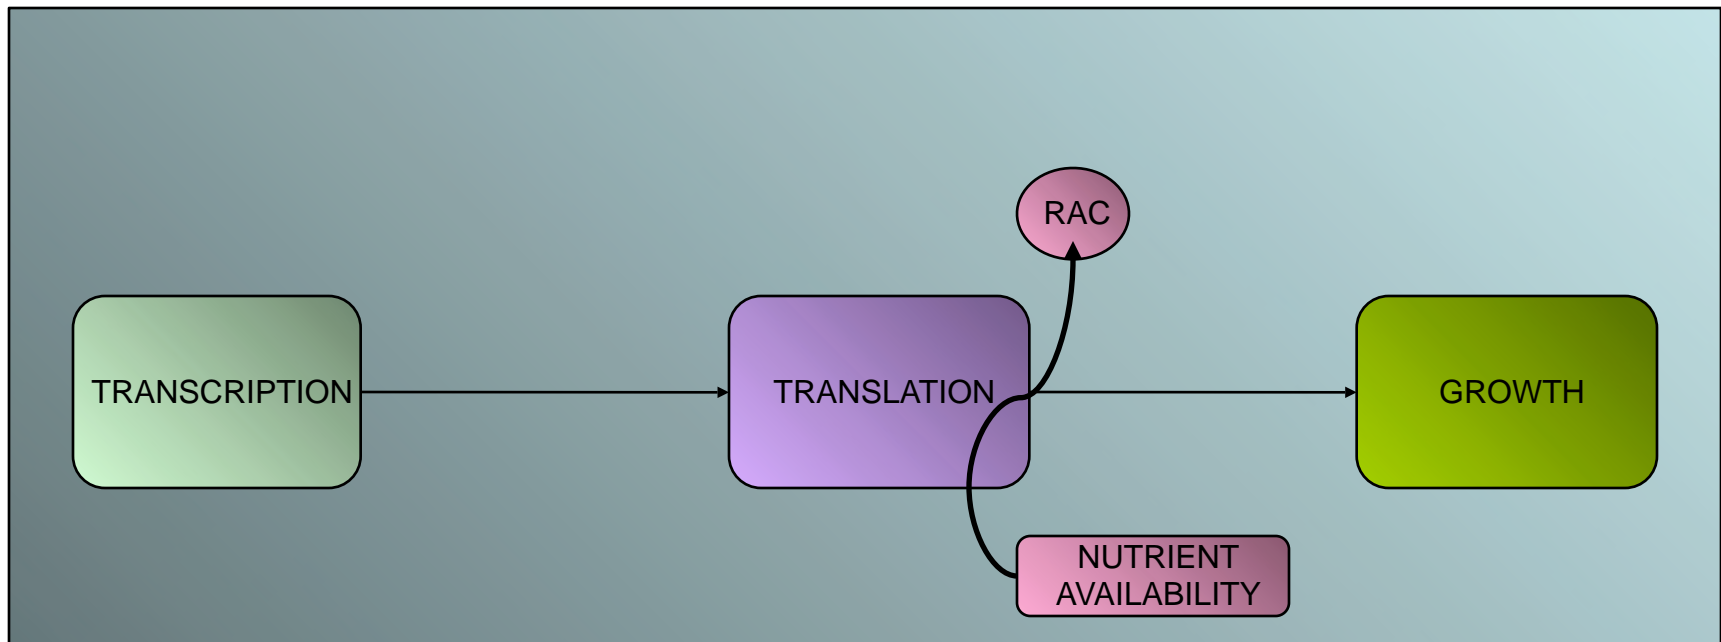 RAC
TRANSCRIPTION
TRANSLATION
GROWTH
NUTRIENT
AVAILABILITY